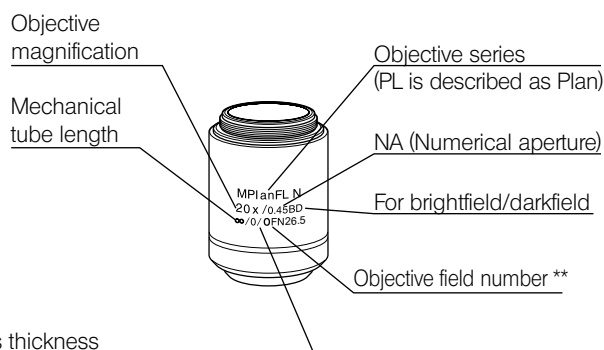 Objective
magnification
Mechanical
tube length
Objective series
(PL is described as Plan)
NA (Numerical aperture)
For brightfield/darkfield
Objective field number **
MPlanFL N
20x/0.45BD
∞/0/OFN26.5
thickness